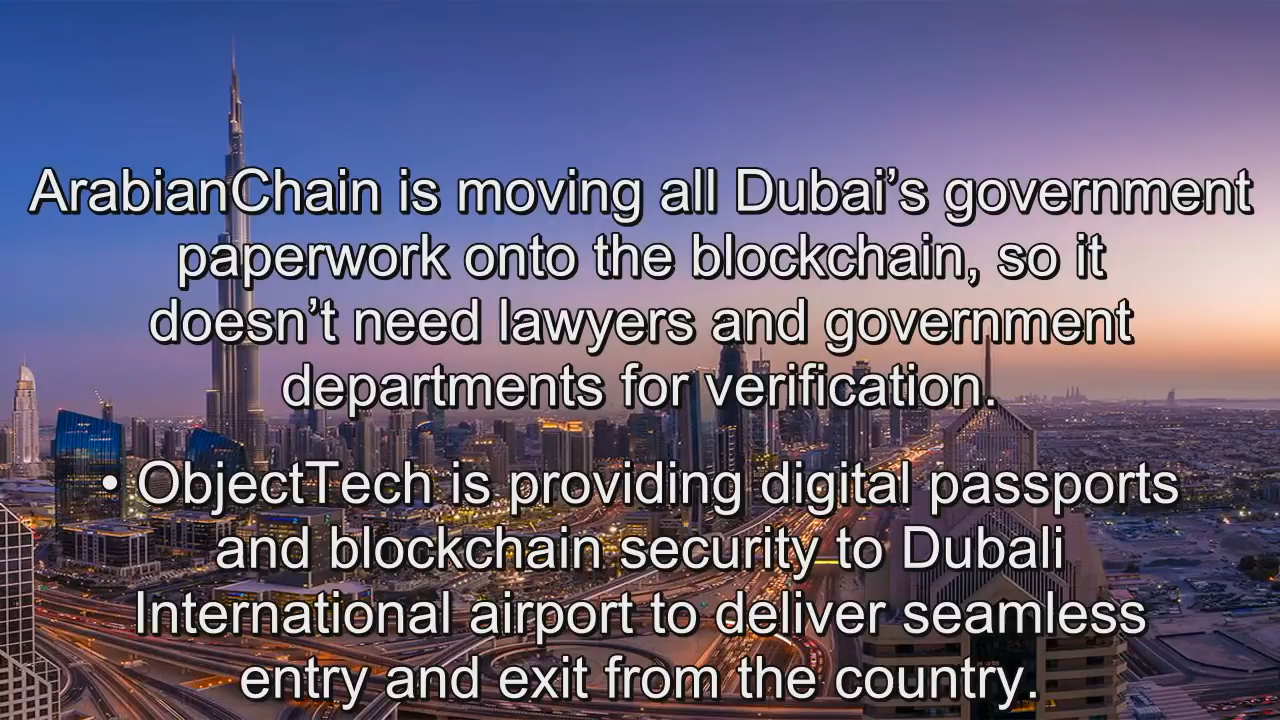 ArabianChain is moving all Dubai’s government
paperwork onto the blockchain, so it
doesn’t need lawyers and government
departments for verification.
• ObjectTech is providing digital passports
and blockchain security to Dubali
International airport to deliver seamless
entry and exit from the country.